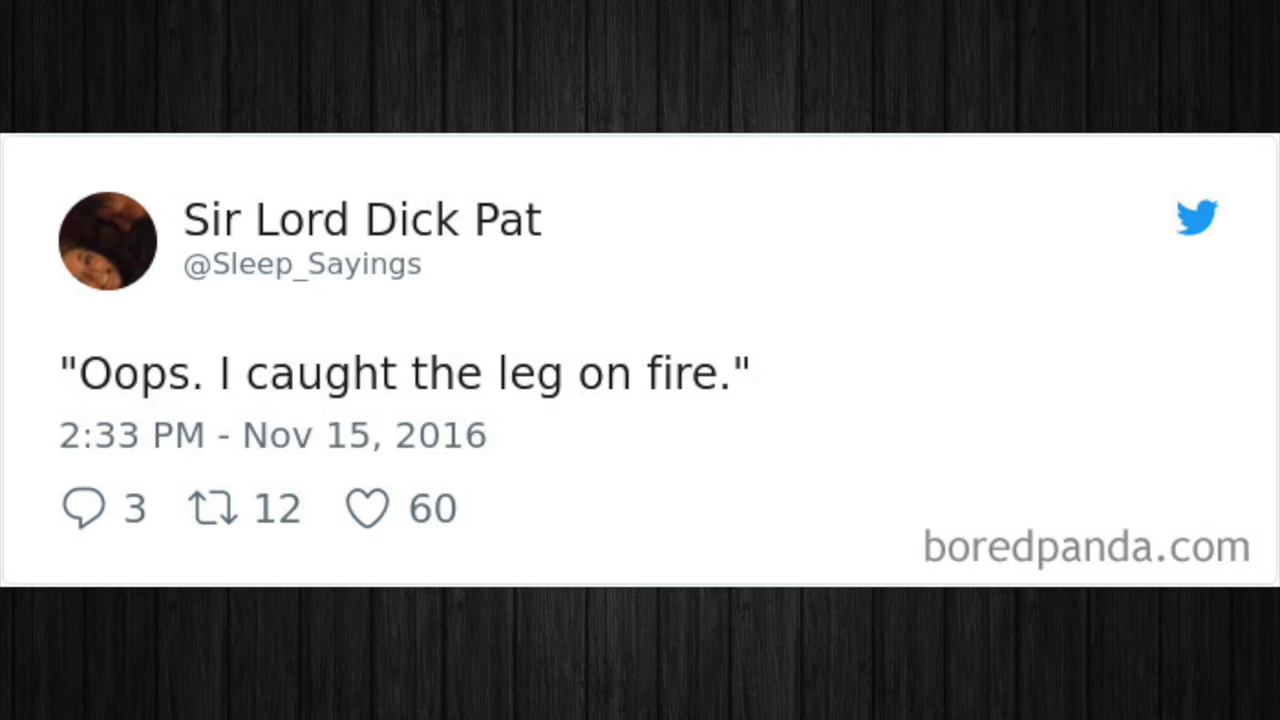 Sir Lord Dick Pat
@Sleep_Sayings
"Oops. I caught the leg on fire."
2:33 PM - Nov 15, 2016
3 12 60
boredpanda.com